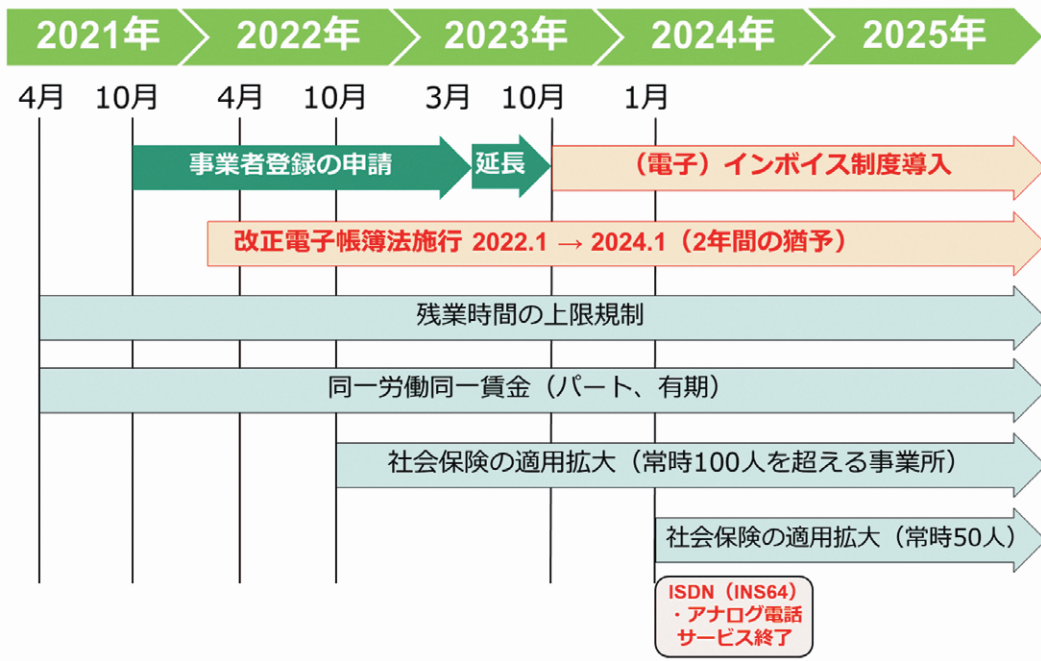 2021年 2022年 2023年 2024年 2025年
4月 10月 4月 10月 3月 10月 1月
事業者登録の申請 延長 （電子）インボイス制度導入
改正電子帳簿法施行 2022.1 → 2024.1（2年間の猶予）
残業時間の上限規制
同一労働同一賃金（パート、有期）
社会保険の適用拡大（常時100人を超える事業所）
社会保険の適用拡大（常時50人）
ISDN（INS64）
・アナログ電話
サービス終了